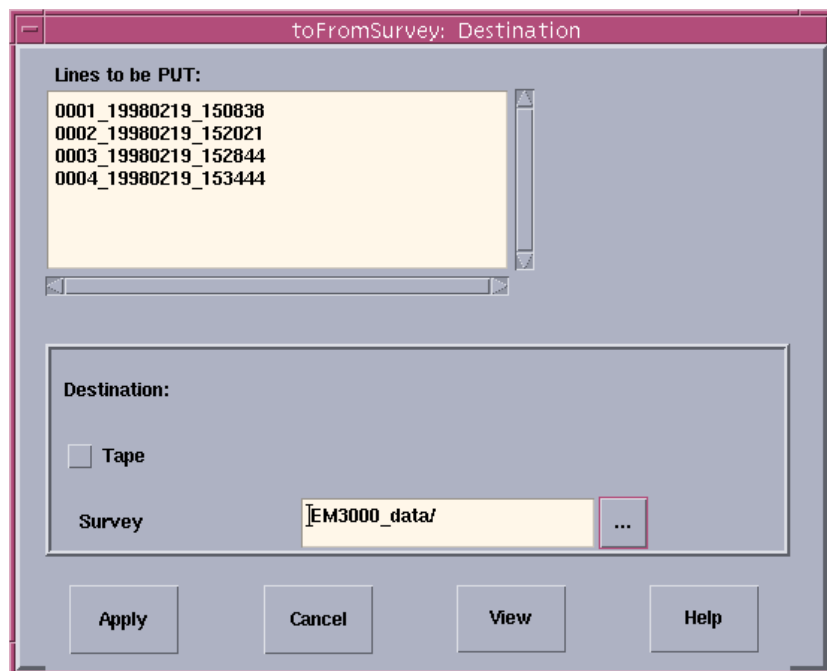 toFromSurvey: Destination
Lines to be PUT:
0001_19980219_150838
0002_19980219_152021
0003_19980219_152844
0004_19980219_153444
Destination:
Tape
Survey EM3000_data/ ...
Apply Cancel View Help